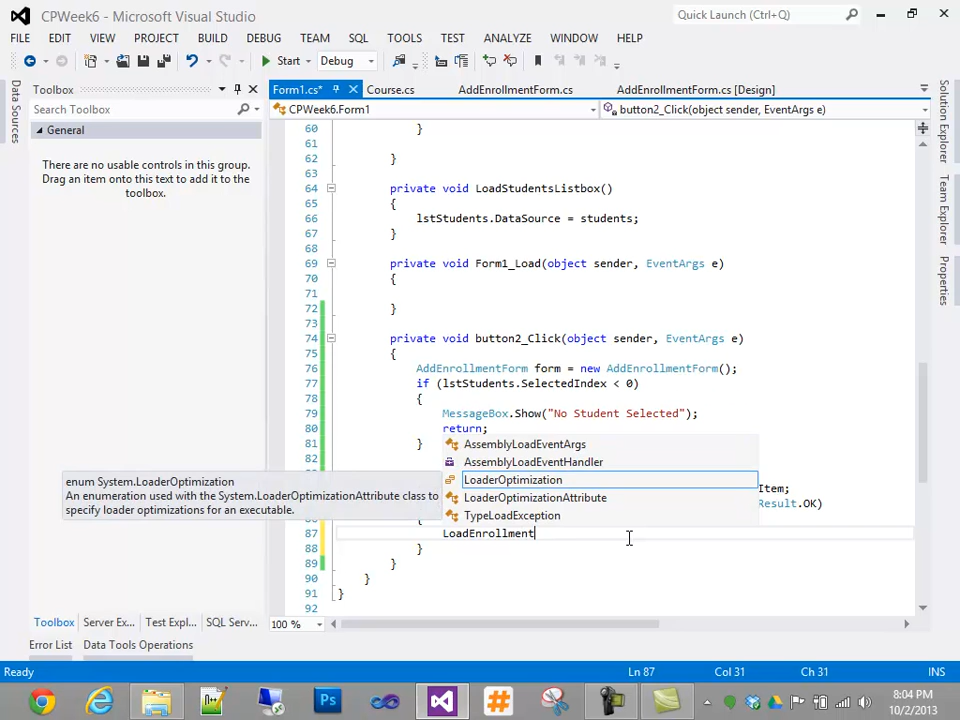 CPWeek6 - Microsoft Visual Studio
Quick Launch (Ctrl+Q)
FILE EDIT VIEW PROJECT BUILD DEBUG TEAM SQL TOOLS TEST ANALYZE WINDOW HELP
Start Debug
Data Sources
Toolbox
Search Toolbox
General
There are no usable controls in this group. Drag an item onto this text to add it to the toolbox.
Form1.cs* Course.cs AddEnrollmentForm.cs AddEnrollmentForm.cs [Design]
CPWeek6.Form1 button2_Click(object sender, EventArgs e)
60 }
61
62 }
63
64 private void LoadStudentsListbox()
65 {
66 lstStudents.DataSource = students;
67 }
68
69 private void Form1_Load(object sender, EventArgs e)
70 {
71
72 }
73
74 private void button2_Click(object sender, EventArgs e)
75 {
76 AddEnrollmentForm form = new AddEnrollmentForm();
77 if (lstStudents.SelectedIndex < 0)
78 {
79 MessageBox.Show("No Student Selected");
80 return;
81 }
AssemblyLoadEventArgs
AssemblyLoadEventHandler
LoaderOptimization
LoaderOptimizationAttribute
TypeLoadException
Item;
Result.OK)
enum System.LoaderOptimization
An enumeration used with the System.LoaderOptimizationAttribute class to
specify loader optimizations for an executable.
87 LoadEnrollment
88 }
89 }
90 }
91 }
92
Solution Explorer
Team Explorer
Properties
Toolbox Server Ex... Test Expl... SQL Serv...
100 %
Error List Data Tools Operations
Ready Ln 87 Col 31 Ch 31 INS
Ps
8:04 PM
10/2/2013